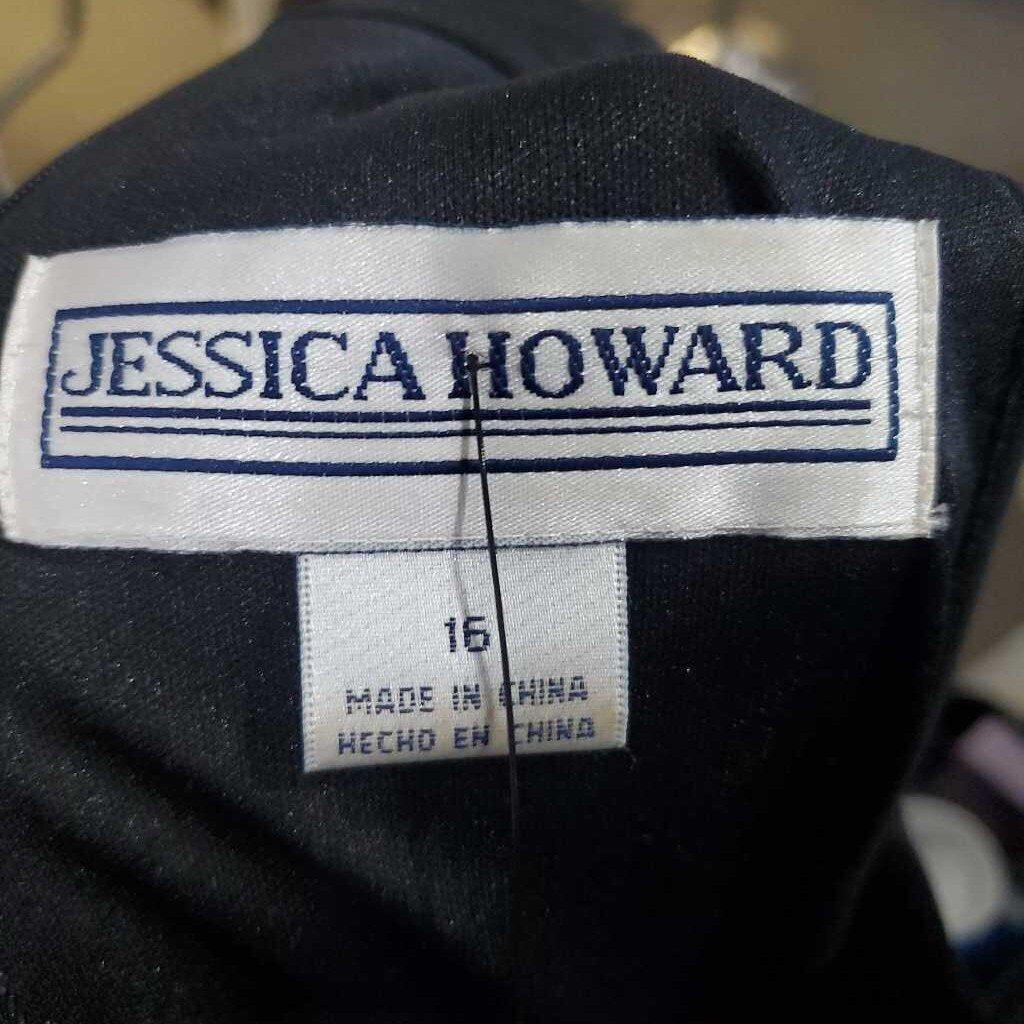 JESSICA HOWARD
16
MADE IN CHINA
HECHO EN CHINA